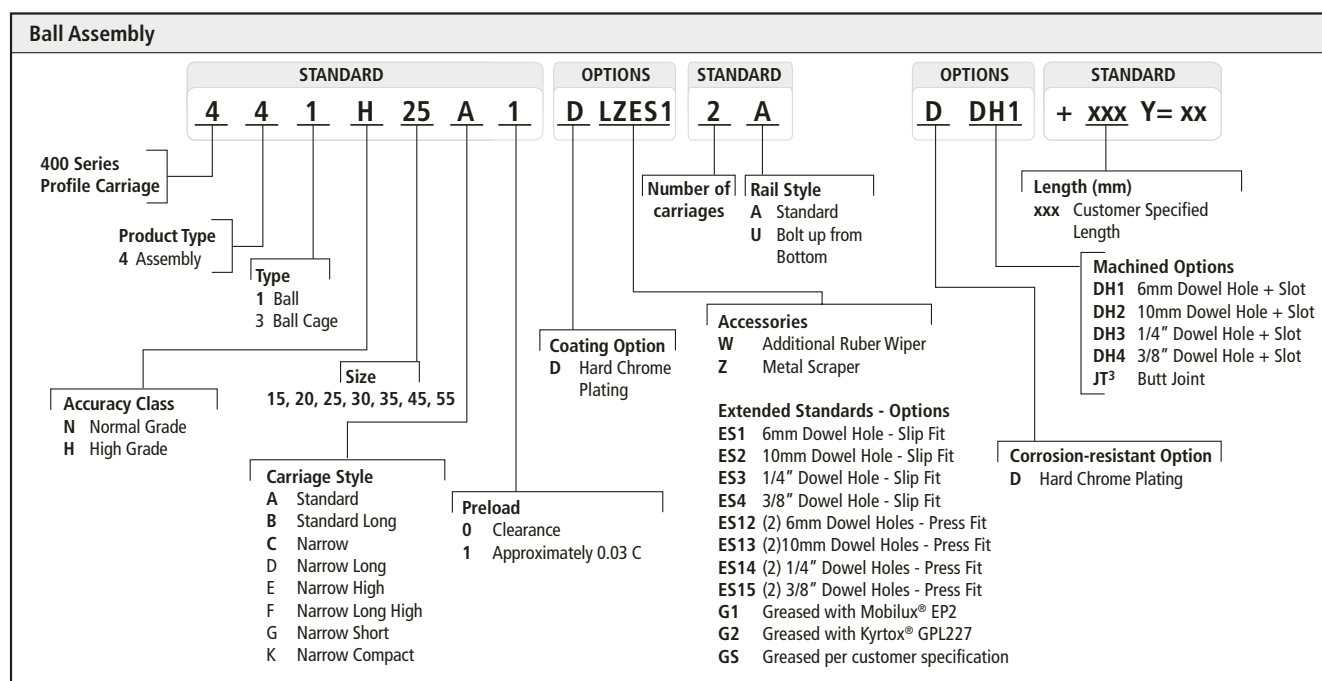 Ball Assembly
STANDARD
OPTIONS
STANDARD
OPTIONS
STANDARD
4 4 1 H 25 A 1 D LZES1 2 A D DH1 + xxx Y= xx
400 Series
Profile Carriage
Product Type
4 Assembly
Type
1 Ball
3 Ball Cage
Accuracy Class
N Normal Grade
H High Grade
Size
15, 20, 25, 30, 35, 45, 55
Carriage Style
A Standard
B Standard Long
C Narrow
D Narrow Long
E Narrow High
F Narrow Long High
G Narrow Short
K Narrow Compact
Preload
0 Clearance
1 Approximately 0.03 C
Coating Option
D Hard Chrome
Plating
Number of
carriages
Rail Style
A Standard
U Bolt up from
Bottom
Accessories
W Additional Ruber Wiper
Z Metal Scraper
Extended Standards - Options
ES1 6mm Dowel Hole - Slip Fit
ES2 10mm Dowel Hole - Slip Fit
ES3 1/4” Dowel Hole - Slip Fit
ES4 3/8” Dowel Hole - Slip Fit
ES12 (2) 6mm Dowel Holes - Press Fit
ES13 (2)10mm Dowel Holes - Press Fit
ES14 (2) 1/4” Dowel Holes - Press Fit
ES15 (2) 3/8” Dowel Holes - Press Fit
G1 Greased with Mobilux® EP2
G2 Greased with Kyrtox® GPL227
GS Greased per customer specification
Length (mm)
xxx Customer Specified
Length
Machined Options
DH1 6mm Dowel Hole + Slot
DH2 10mm Dowel Hole + Slot
DH3 1/4” Dowel Hole + Slot
DH4 3/8” Dowel Hole + Slot
JT³ Butt Joint
Corrosion-resistant Option
D Hard Chrome Plating